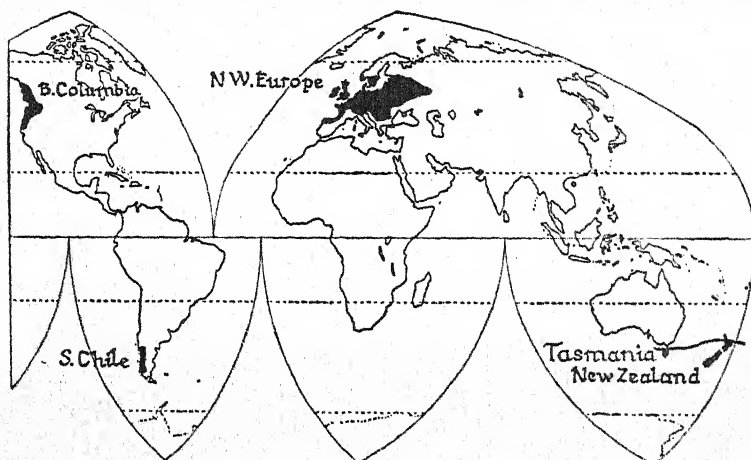 B. Columbia
N W. Europe
S. Chile
Tasmania
New Zealand